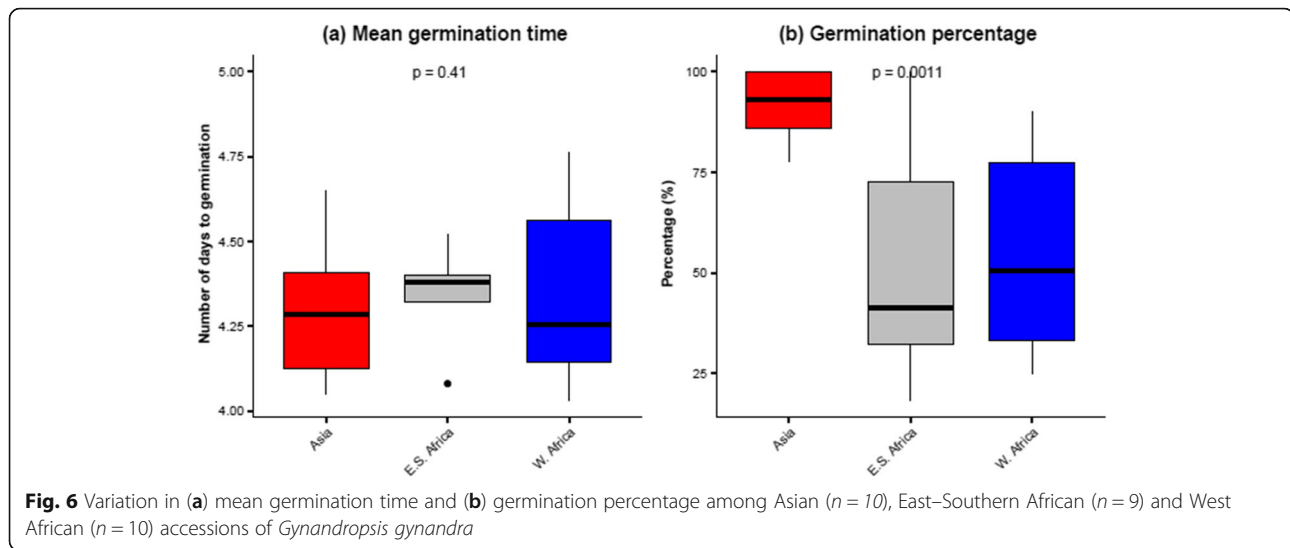 (a) Mean germination time
(b) Germination percentage
p = 0.41
p = 0.0011
Number of days to germination
5.00
4.75
4.50
4.25
4.00
Asia
E.S. Africa
W. Africa
Percentage (%)
100
75
50
25
Asia
E.S. Africa
W. Africa
Fig. 6 Variation in (a) mean germination time and (b) germination percentage among Asian (n = 10), East–Southern African (n = 9) and West
African (n = 10) accessions of Gynandropsis gynandra